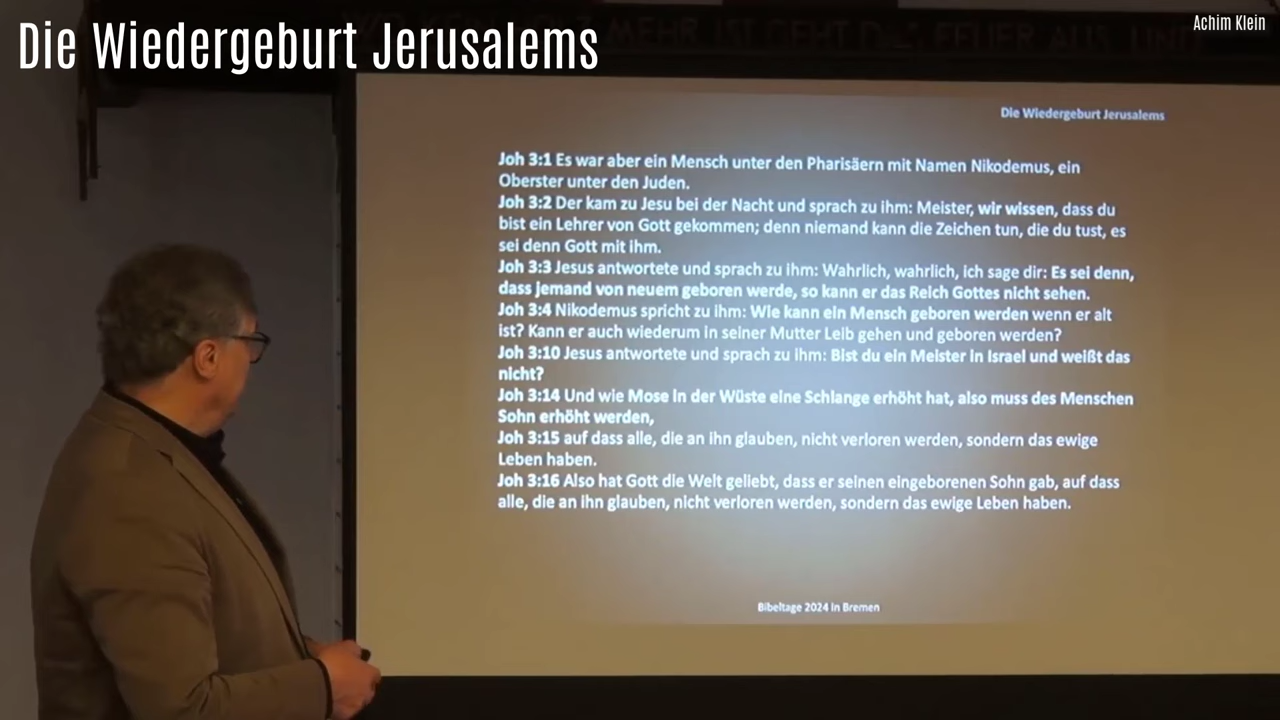 Die Wiedergeburt Jerusalems
Achim Klein
MEHR IST GEHT DAS FEUER AUS UND
Die Wiedergeburt Jerusalems
Joh 3:1 Es war aber ein Mensch unter den Pharisäern mit Namen Nikodemus, ein
Oberster unter den Juden.
Joh 3:2 Der kam zu Jesu bei der Nacht und sprach zu ihm: Meister, wir wissen, dass du
bist ein Lehrer von Gott gekommen; denn niemand kann die Zeichen tun, die du tust, es
sei denn Gott mit ihm.
Joh 3:3 Jesus antwortete und sprach zu ihm: Wahrlich, wahrlich, ich sage dir: Es sei denn,
dass jemand von neuem geboren werde, so kann er das Reich Gottes nicht sehen.
Joh 3:4 Nikodemus spricht zu ihm: Wie kann ein Mensch geboren werden wenn er alt
ist? Kann er auch wiederum in seiner Mutter Leib gehen und geboren werden?
Joh 3:10 Jesus antwortete und sprach zu ihm: Bist du ein Meister in Israel und weißt das
nicht?
Joh 3:14 Und wie Mose in der Wüste eine Schlange erhöht hat, also muss des Menschen
Sohn erhöht werden,
Joh 3:15 auf dass alle, die an ihn glauben, nicht verloren werden, sondern das ewige
Leben haben.
Joh 3:16 Also hat Gott die Welt geliebt, dass er seinen eingeborenen Sohn gab, auf dass
alle, die an ihn glauben, nicht verloren werden, sondern das ewige Leben haben.
Bibeltage 2024 in Bremen